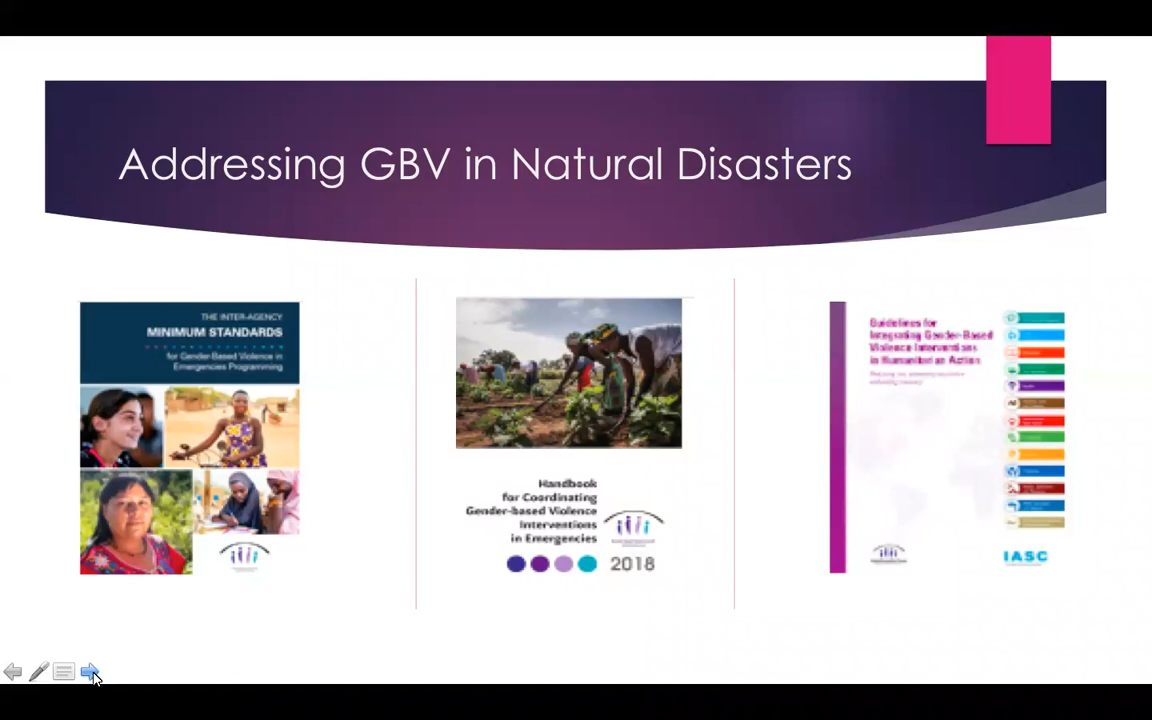 Addressing GBV in Natural Disasters
THE INTER-AGENCY
MINIMUM STANDARDS
for Gender-Based Violence in
Emergencies Programming
Handbook
for Coordinating
Gender-based Violence
Interventions
in Emergencies
2018
Guidelines for
Integrating Gender-Based
Violence Interventions
in Humanitarian Action
IASC